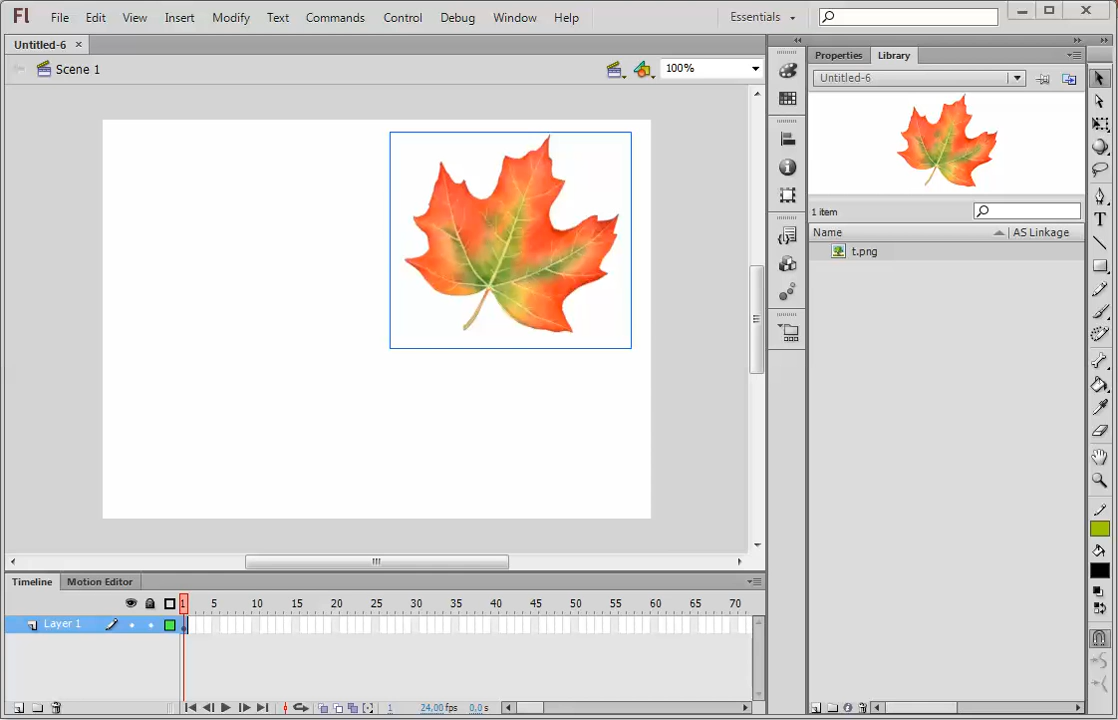 Fl File Edit View Insert Modify Text Commands Control Debug Window Help Essentials
Untitled-6
Scene 1 100%
Properties Library
Untitled-6
1 item
Name AS Linkage
t.png
T
Timeline Motion Editor
1 5 10 15 20 25 30 35 40 45 50 55 60 65 70
Layer 1
1 24.00 fps 0.0 s